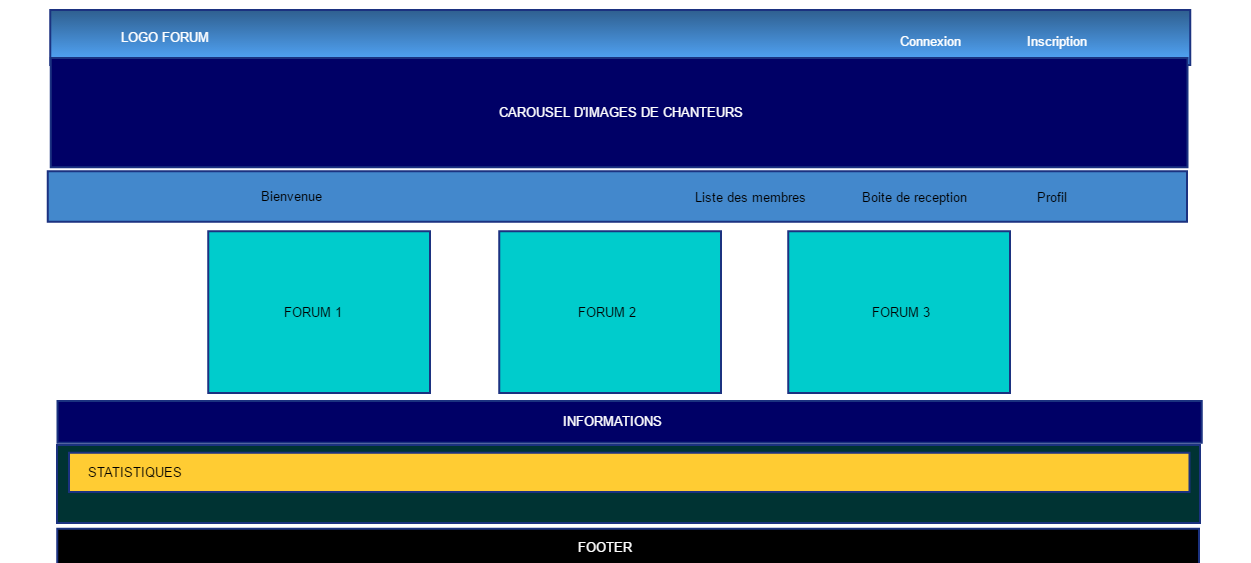 LOGO FORUM
Connexion Inscription
CAROUSEL D'IMAGES DE CHANTEURS
Bienvenue Liste des membres Boite de reception Profil
FORUM 1 FORUM 2 FORUM 3
INFORMATIONS
STATISTIQUES
FOOTER